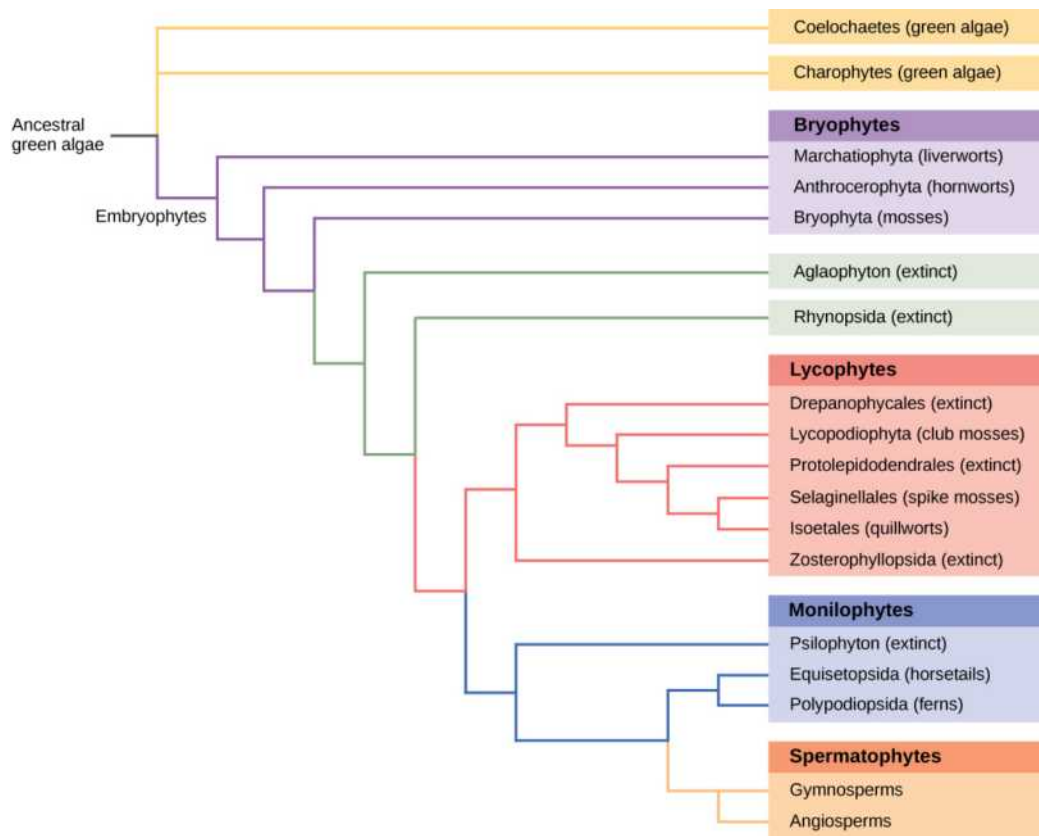 Coelochaetes (green algae)
Charophytes (green algae)
Ancestral
green algae
Bryophytes
Marchatiophyta (liverworts)
Anthrocerophyta (hornworts)
Embryophytes
Bryophyta (mosses)
Aglaophyton (extinct)
Rhynopsida (extinct)
Lycophytes
Drepanophycales (extinct)
Lycopodiophyta (club mosses)
Protolepidodendrales (extinct)
Selaginellales (spike mosses)
Isoetales (quillworts)
Zosterophyllopsida (extinct)
Monilophytes
Psilophyton (extinct)
Equisetopsida (horsetails)
Polypodiopsida (ferns)
Spermatophytes
Gymnosperms
Angiosperms